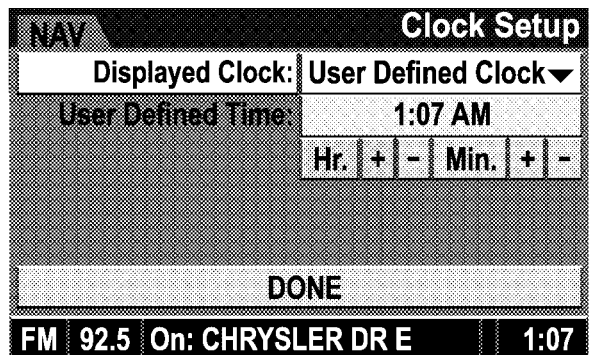 NAV Clock Setup
Displayed Clock: User Defined Clock
User Defined Time: 1:07 AM
Hr. + - Min. + -
DONE
FM 92.5 On: CHRYSLER DR E 1:07